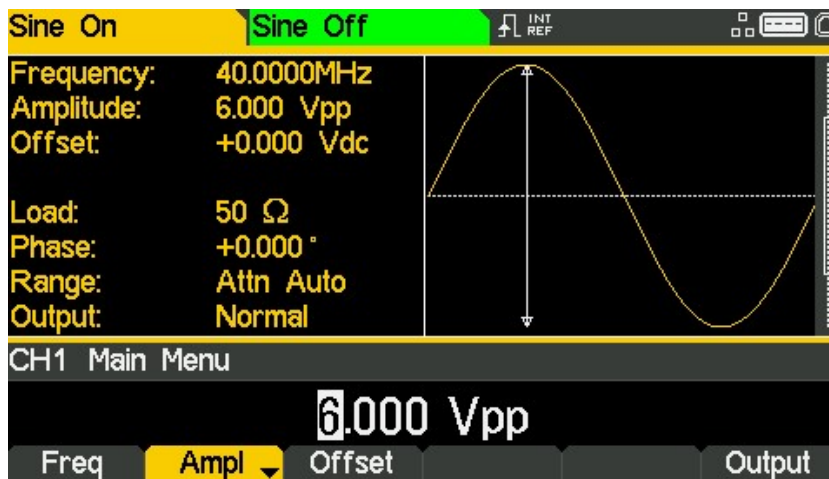 Sine On Sine Off INT REF
Frequency: 40.0000MHz
Amplitude: 6.000 Vpp
Offset: +0.000 Vdc
Load: 50 Ω
Phase: +0.000 °
Range: Attn Auto
Output: Normal
CH1 Main Menu
6.000 Vpp
Freq Ampl Offset Output